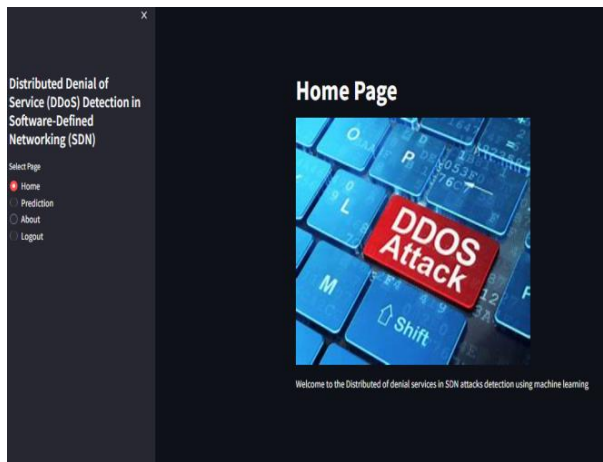 X
Distributed Denial of
Service (DDoS) Detection in
Software-Defined
Networking (SDN)
Select Page
Home
Prediction
About
Logout
Home Page
O
P
L
DDOS
Attack
M
Shift
Welcome to the Distributed of denial services in SDN attacks detection using machine learning